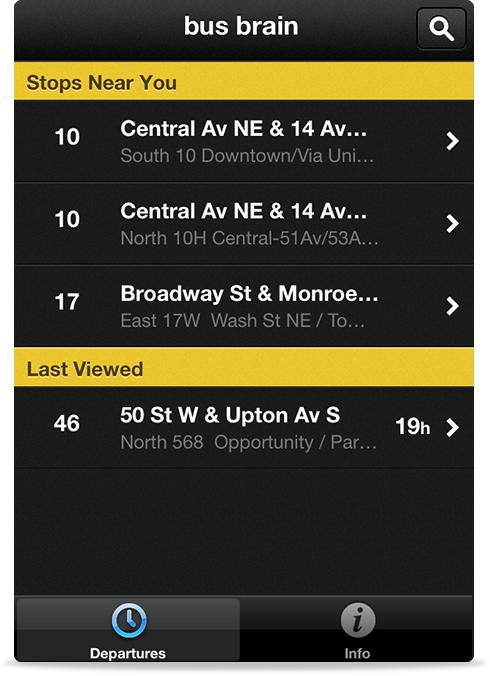 bus brain
Stops Near You
10
Central Av NE & 14 Av...
South 10 Downtown/Via Uni...
10
Central Av NE & 14 Av...
North 10H Central-51Av/53A...
17
Broadway St & Monroe...
East 17W Wash St NE / To...
Last Viewed
46
50 St W & Upton Av S
19h
North 568 Opportunity / Par...
Departures
Info